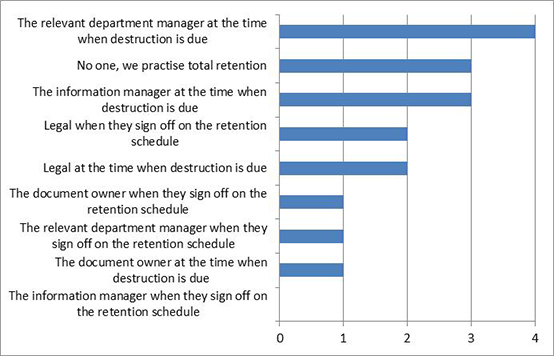 The relevant department manager at the time
when destruction is due
No one, we practise total retention
The information manager at the time when
destruction is due
Legal when they sign off on the retention
schedule
Legal at the time when destruction is due
The document owner when they sign off on the
retention schedule
The relevant department manager when they
sign off on the retention schedule
The document owner at the time when
destruction is due
The information manager when they sign off on
the retention schedule
0 1 2 3 4